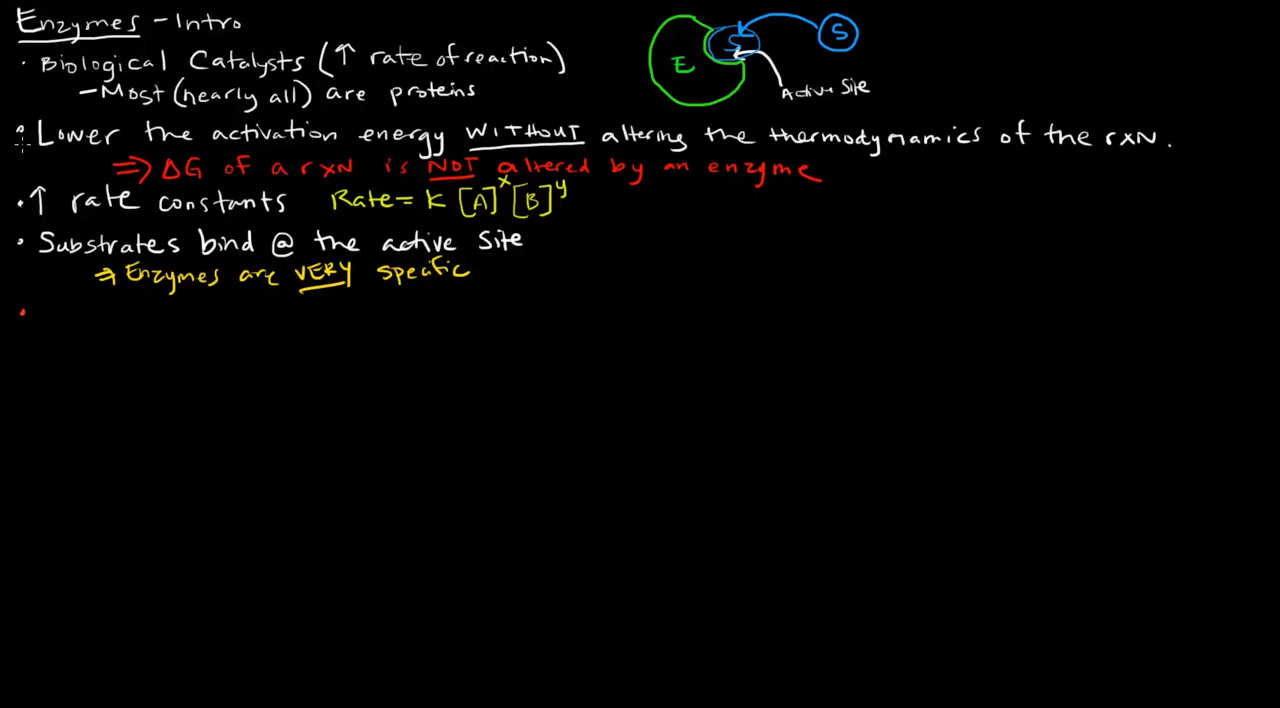 Enzymes - Intro
· Biological Catalysts (↑ rate of reaction)
- Most (nearly all) are proteins
E
S
S
Active Site
· Lower the activation energy WITHOUT altering the thermodynamics of the rxN.
⇒ ΔG of a rxN is NOT altered by an enzyme
· ↑ rate constants Rate = K [A]^x [B]^y
· Substrates bind @ the active site
⇒ Enzymes are VERY specific
·